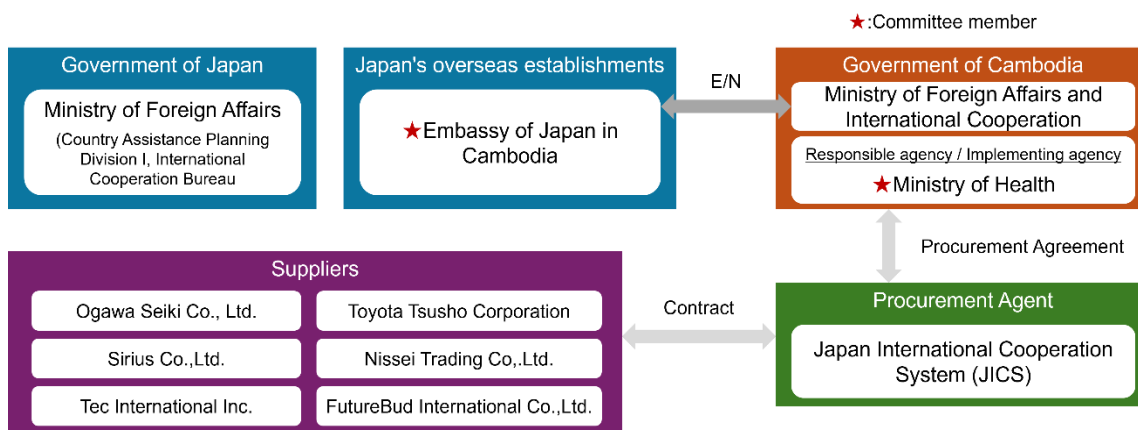 ★:Committee member
Government of Japan
Ministry of Foreign Affairs
(Country Assistance Planning
Division I, International
Cooperation Bureau
Japan's overseas establishments
★Embassy of Japan in
Cambodia
E/N
Government of Cambodia
Ministry of Foreign Affairs and
International Cooperation
Responsible agency / Implementing agency
★Ministry of Health
Procurement Agreement
Suppliers
Ogawa Seiki Co., Ltd.
Toyota Tsusho Corporation
Sirius Co.,Ltd.
Nissei Trading Co,.Ltd.
Tec International Inc.
FutureBud International Co.,Ltd.
Contract
Procurement Agent
Japan International Cooperation
System (JICS)